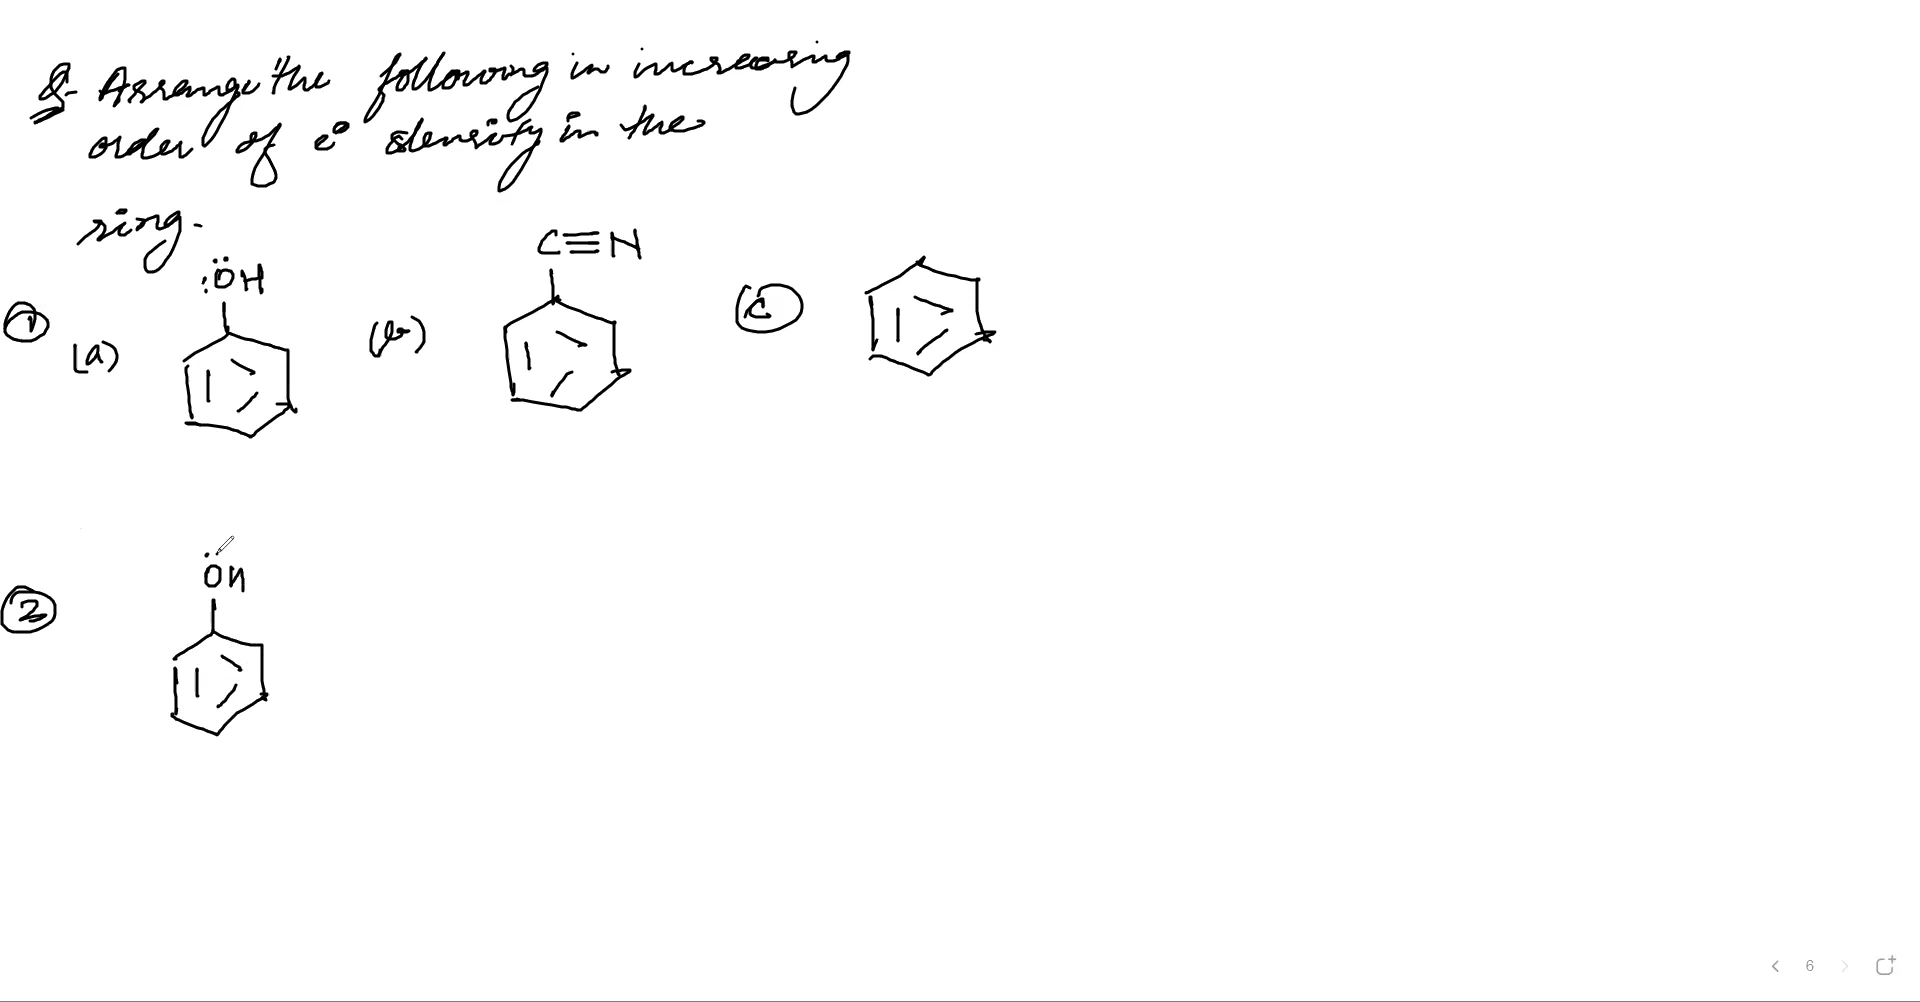 Q- Arrange the following in increasing
order of e⁰ density in the
ring.
① (a) :ÖH (b) C≡N (c)
② ÖH
6